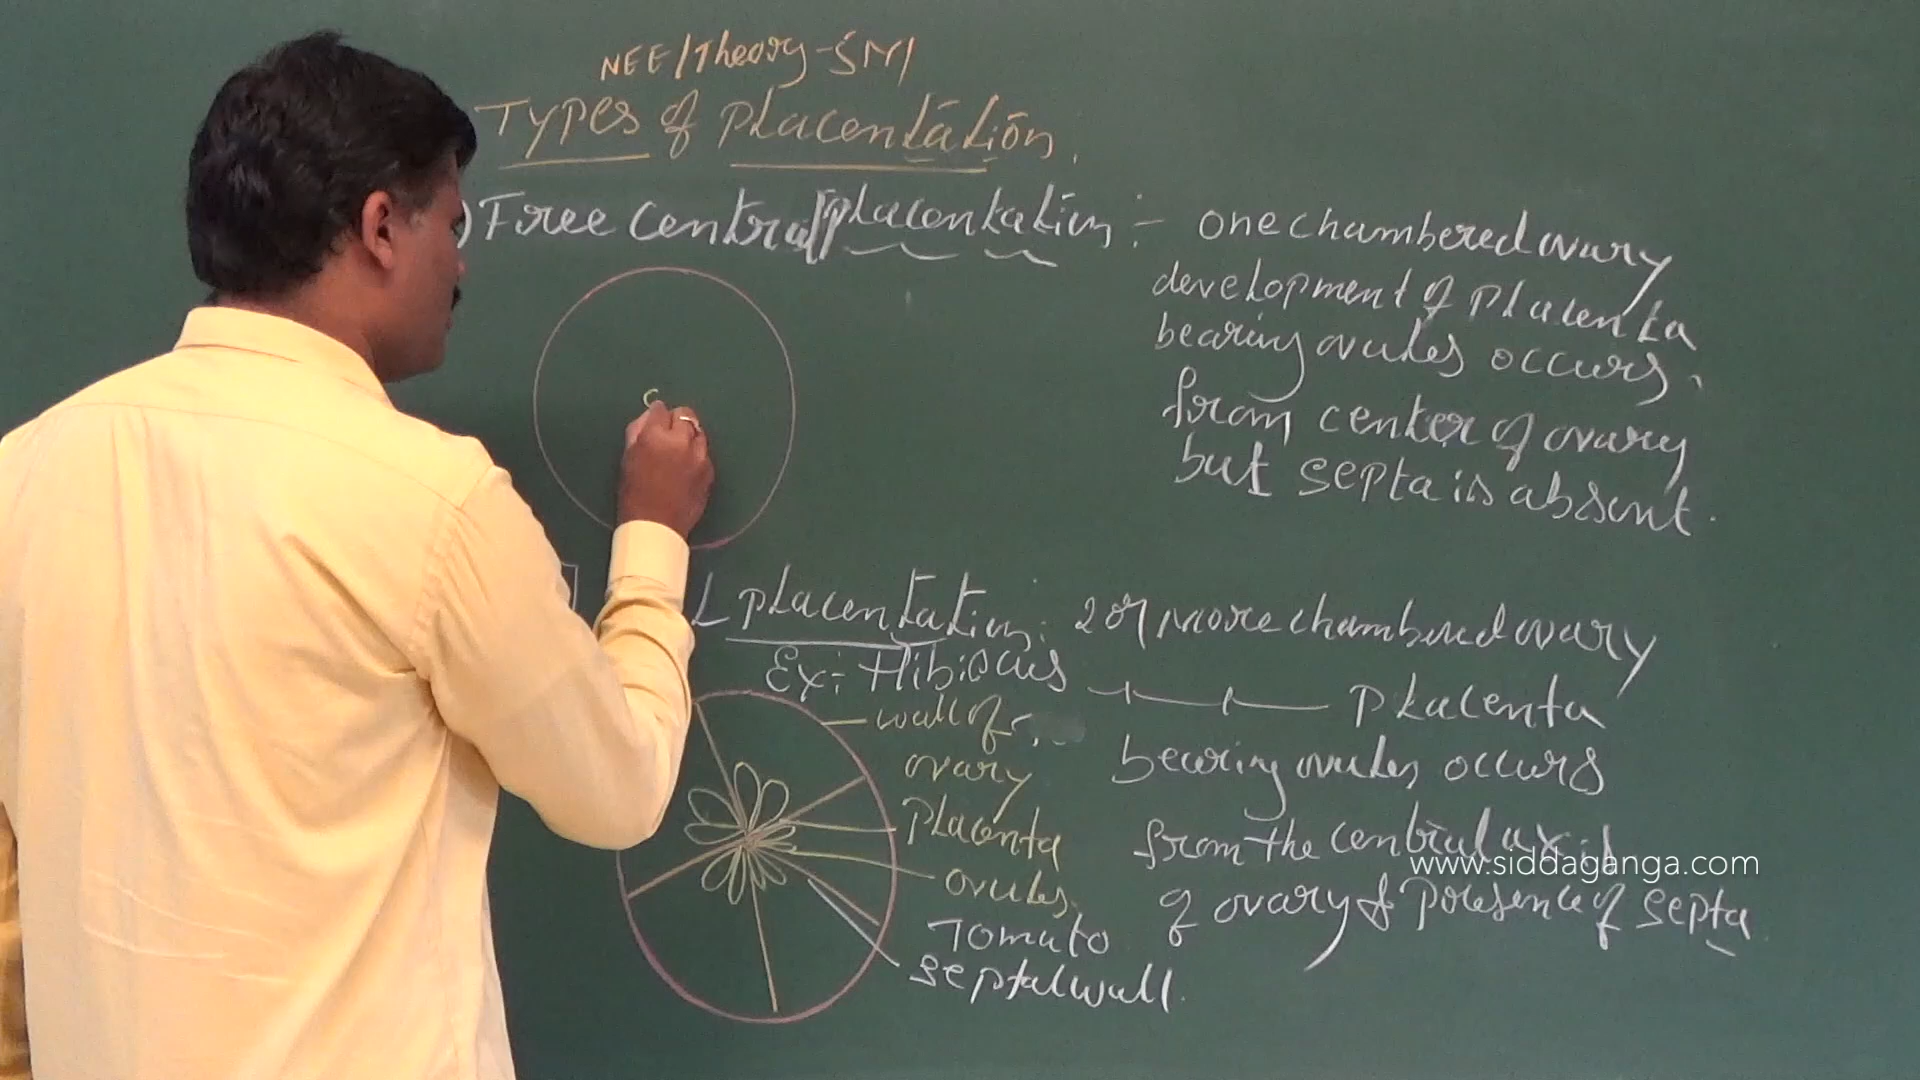 NEET/Theory-SM
Types of placentation.
) Free central placentation :- one chambered ovary
development of placenta
bearing ovules occurs.
from center of ovary
but septa is absent.
L placentation: 2 or more chambered ovary
Ex:- Hibiscus
placenta
wall of
ovary
bearing ovules occurs
placenta
from the central axis
ovules
of ovary & presence of septa
Tomato
septal wall.
www.siddaganga.com